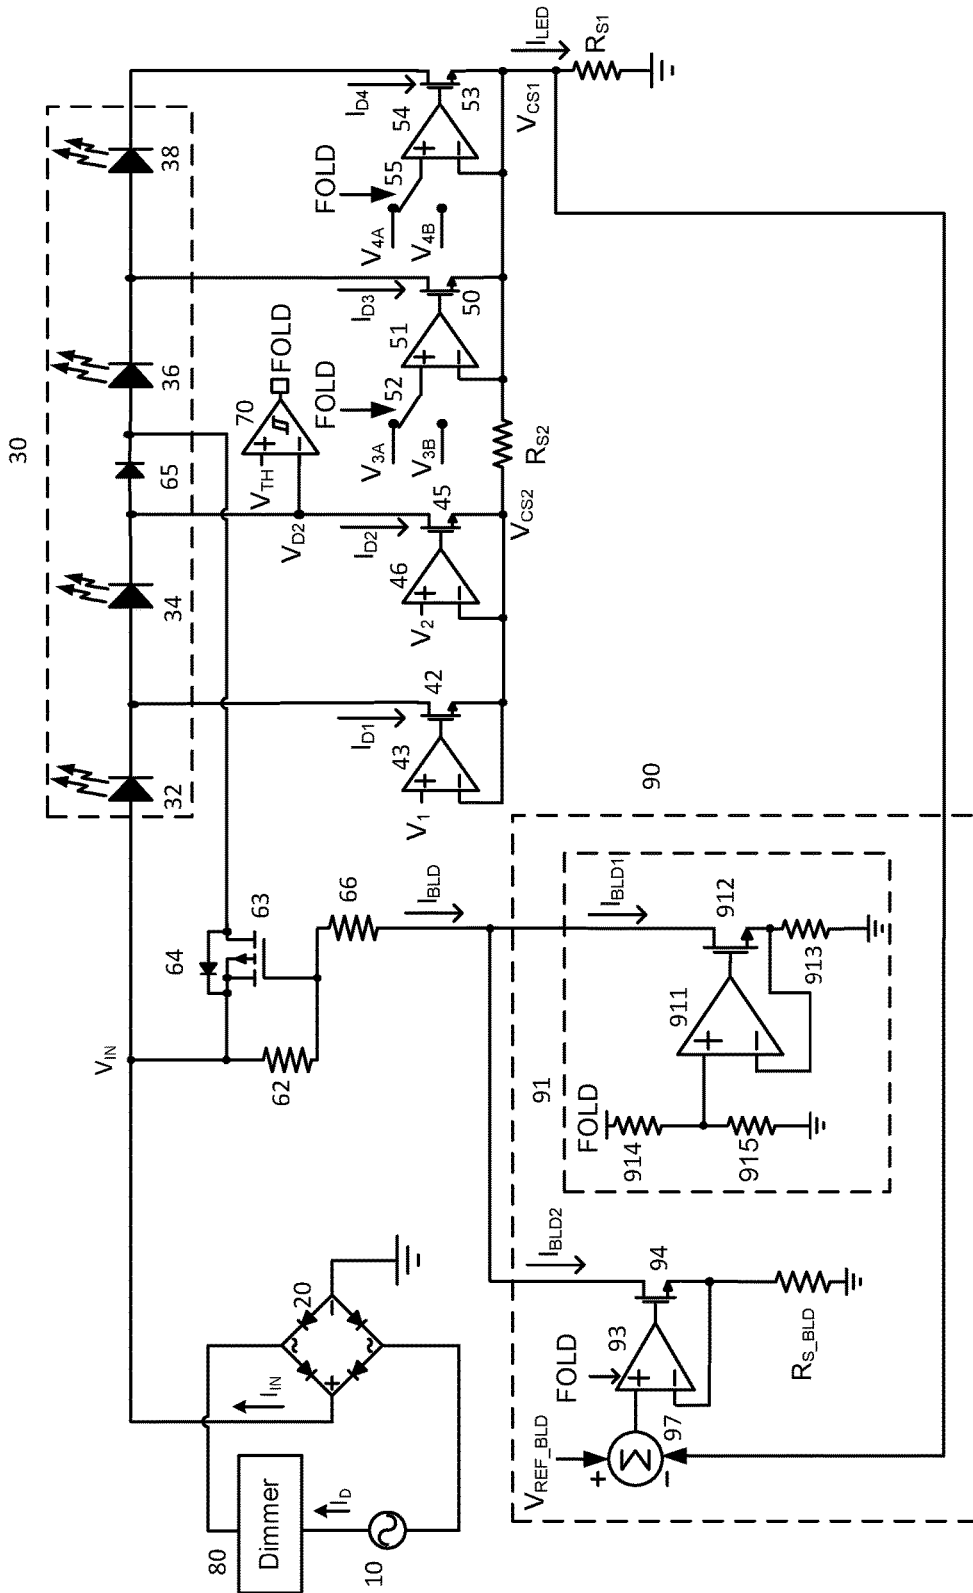 30
32
34
65
36
38
V_IN
64
63
62
66
I_BLD
V_D2
V_TH
70
FOLD
I_D1
I_D2
I_D3
I_D4
V_1
43
42
V_2
46
45
V_CS2
FOLD
V_3A
V_3B
52
51
50
R_S2
FOLD
V_4A
V_4B
55
54
53
V_CS1
I_LED
R_S1
80
Dimmer
I_D
10
I_IN
20
90
91
I_BLD1
FOLD
914
915
911
912
913
I_BLD2
FOLD
93
94
R_S_BLD
V_REF_BLD
Σ
97